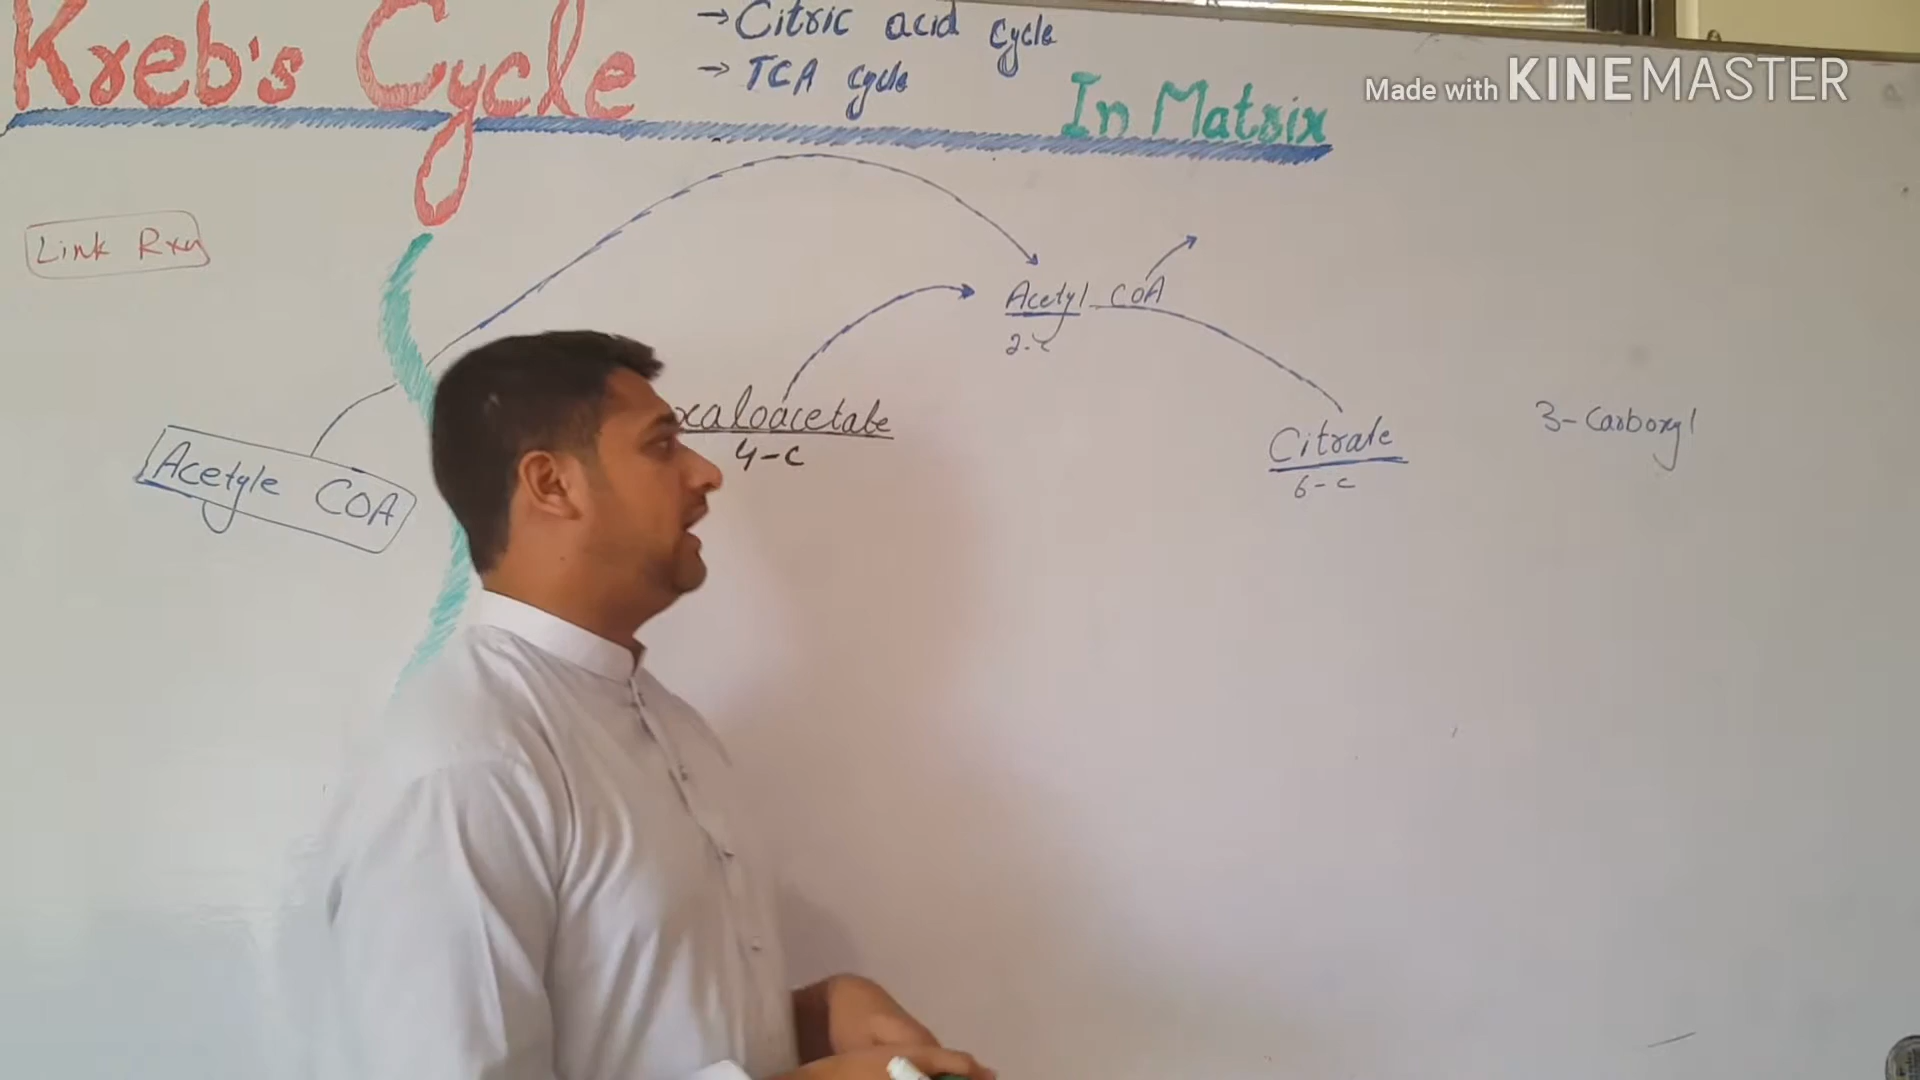 Kreb's Cycle
→ Citric acid cycle
→ TCA cycle
In Matrix
Made with KINEMASTER
Link Rxn
Acetyl COA
2-c
xaloacetate
4-c
Citrate
6-c
3-Carboxyl
Acetyle COA